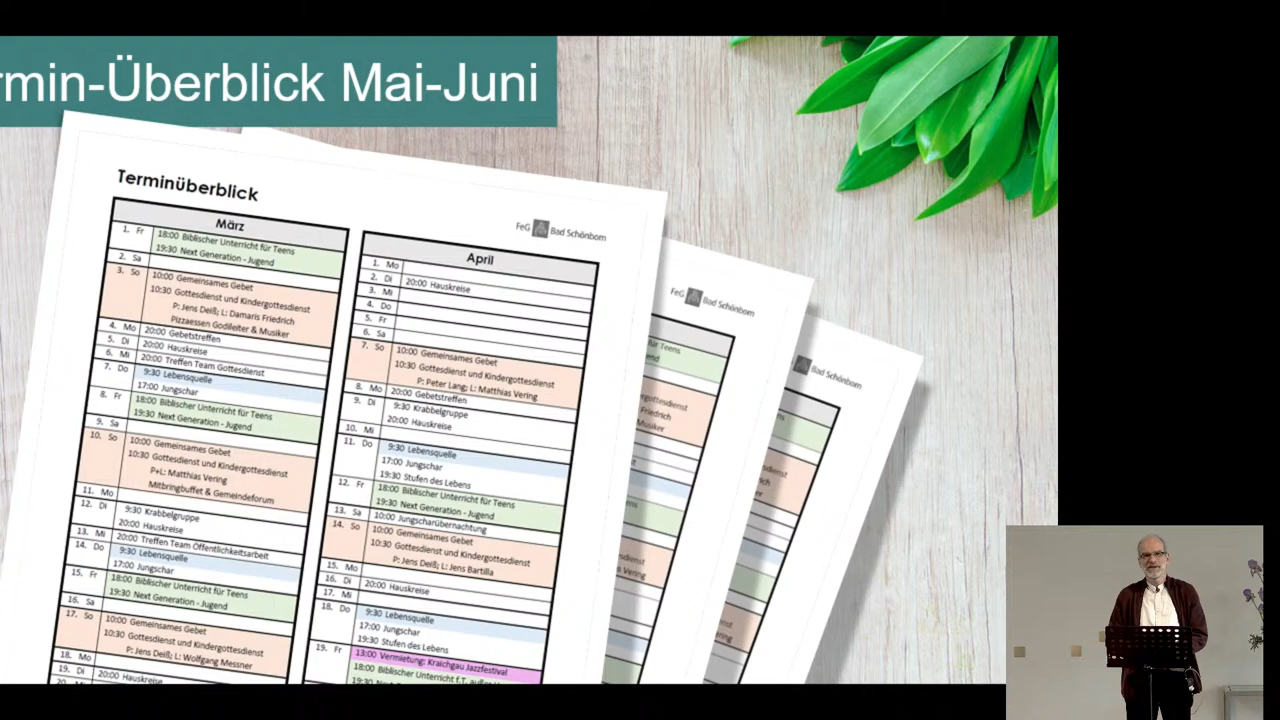 rmin-Überblick Mai-Juni
Terminüberblick
FeG Bad Schönborn
März
1. Fr 18:00 Biblischer Unterricht für Teens
19:30 Next Generation - Jugend
2. Sa
3. So 10:00 Gemeinsames Gebet
10:30 Gottesdienst und Kindergottesdienst
P: Jens Deiß; L: Damaris Friedrich
Pizzaessen Godileiter & Musiker
4. Mo 20:00 Gebetstreffen
5. Di 20:00 Hauskreise
6. Mi 20:00 Treffen Team Gottesdienst
7. Do 9:30 Lebensquelle
17:00 Jungschar
8. Fr 18:00 Biblischer Unterricht für Teens
19:30 Next Generation - Jugend
9. Sa
10. So 10:00 Gemeinsames Gebet
10:30 Gottesdienst und Kindergottesdienst
P+L: Matthias Vering
Mitbringbuffet & Gemeindeforum
11. Mo
12. Di 9:30 Krabbelgruppe
20:00 Hauskreise
13. Mi 20:00 Treffen Team Öffentlichkeitsarbeit
14. Do 9:30 Lebensquelle
17:00 Jungschar
15. Fr 18:00 Biblischer Unterricht für Teens
19:30 Next Generation - Jugend
16. Sa
17. So 10:00 Gemeinsames Gebet
10:30 Gottesdienst und Kindergottesdienst
P: Jens Deiß; L: Wolfgang Messner
18. Mo
19. Di 20:00 Hauskreise
April
1. Mo
2. Di 20:00 Hauskreise
3. Mi
4. Do
5. Fr
6. Sa
7. So 10:00 Gemeinsames Gebet
10:30 Gottesdienst und Kindergottesdienst
P: Peter Lang; L: Matthias Vering
8. Mo 20:00 Gebetstreffen
9. Di 9:30 Krabbelgruppe
20:00 Hauskreise
10. Mi
11. Do 9:30 Lebensquelle
17:00 Jungschar
19:30 Stufen des Lebens
12. Fr 18:00 Biblischer Unterricht für Teens
19:30 Next Generation - Jugend
13. Sa 10:00 Jungscharübernachtung
14. So 10:00 Gemeinsames Gebet
10:30 Gottesdienst und Kindergottesdienst
P: Jens Deiß; L: Jens Bartilla
15. Mo
16. Di 20:00 Hauskreise
17. Mi
18. Do 9:30 Lebensquelle
17:00 Jungschar
19:30 Stufen des Lebens
19. Fr 13:00 Vermietung: Kraichgau Jazzfestival
18:00 Biblischer Unterricht f.T.
FeG Bad Schönborn
für Teens
Friedrich
Musiker
Bad Schönborn